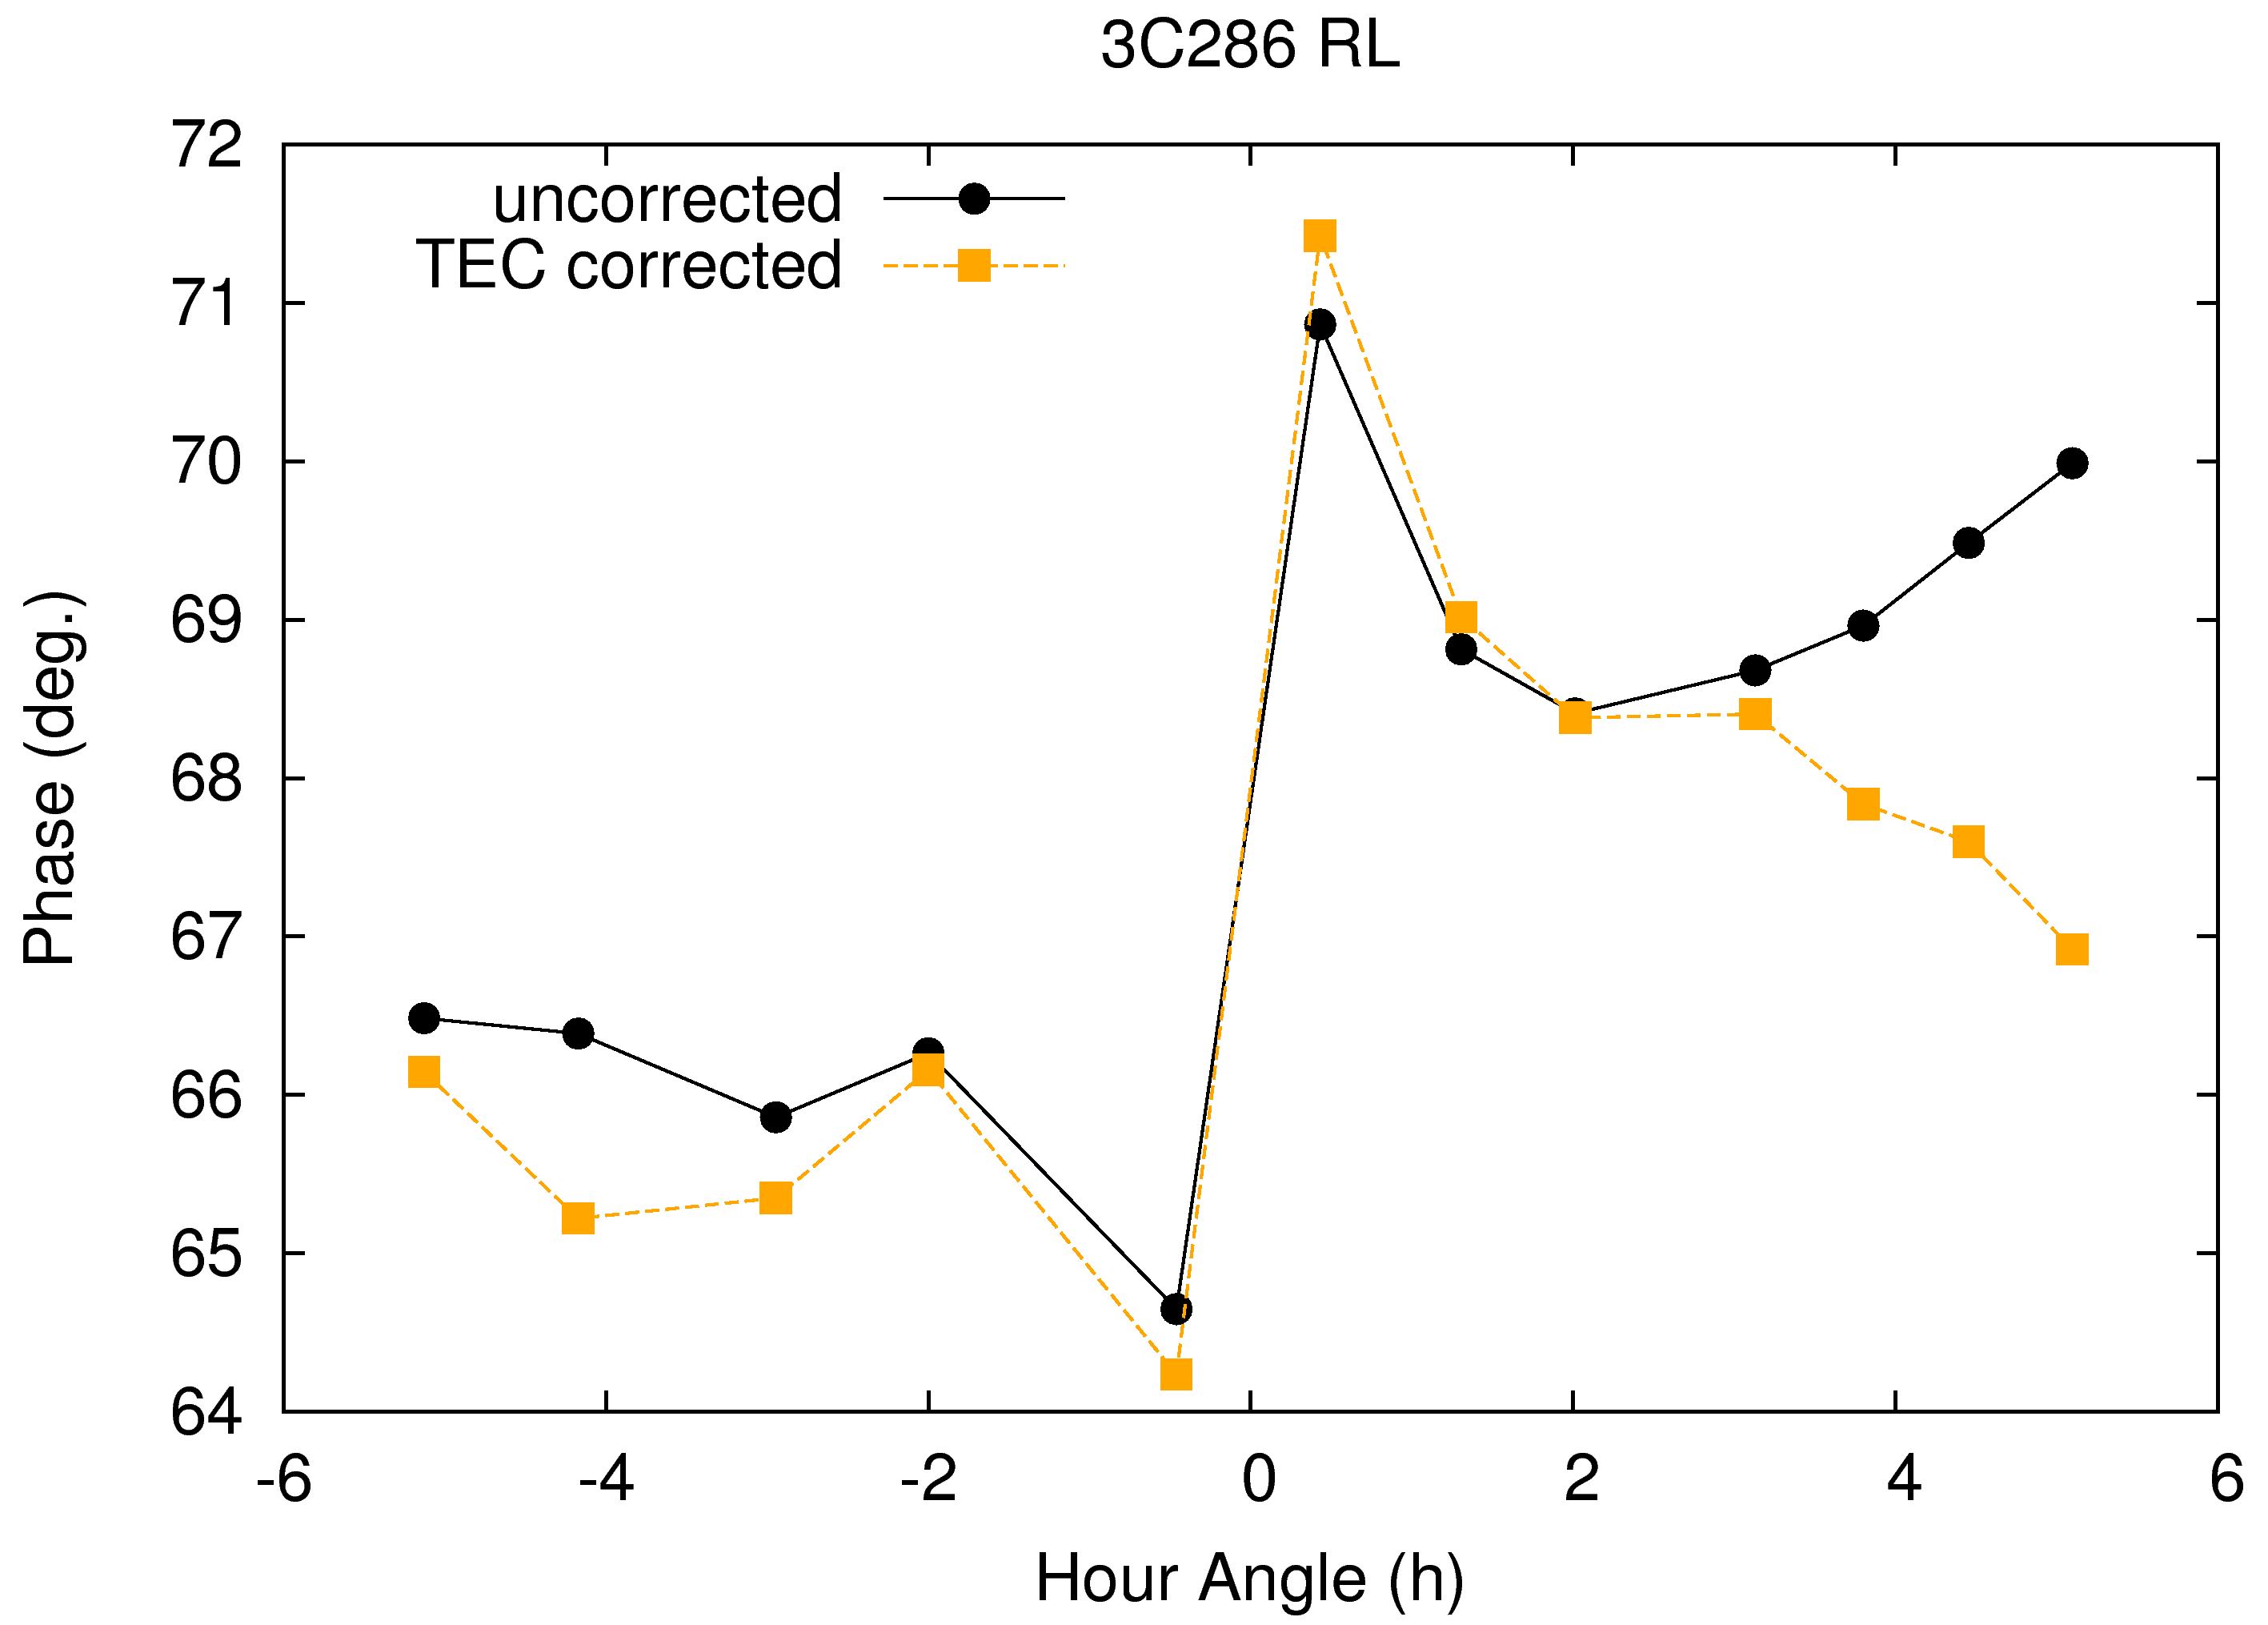 3C286 RL
uncorrected
TEC corrected
72
71
70
69
68
67
66
65
64
Phase (deg.)
-6 -4 -2 0 2 4 6
Hour Angle (h)